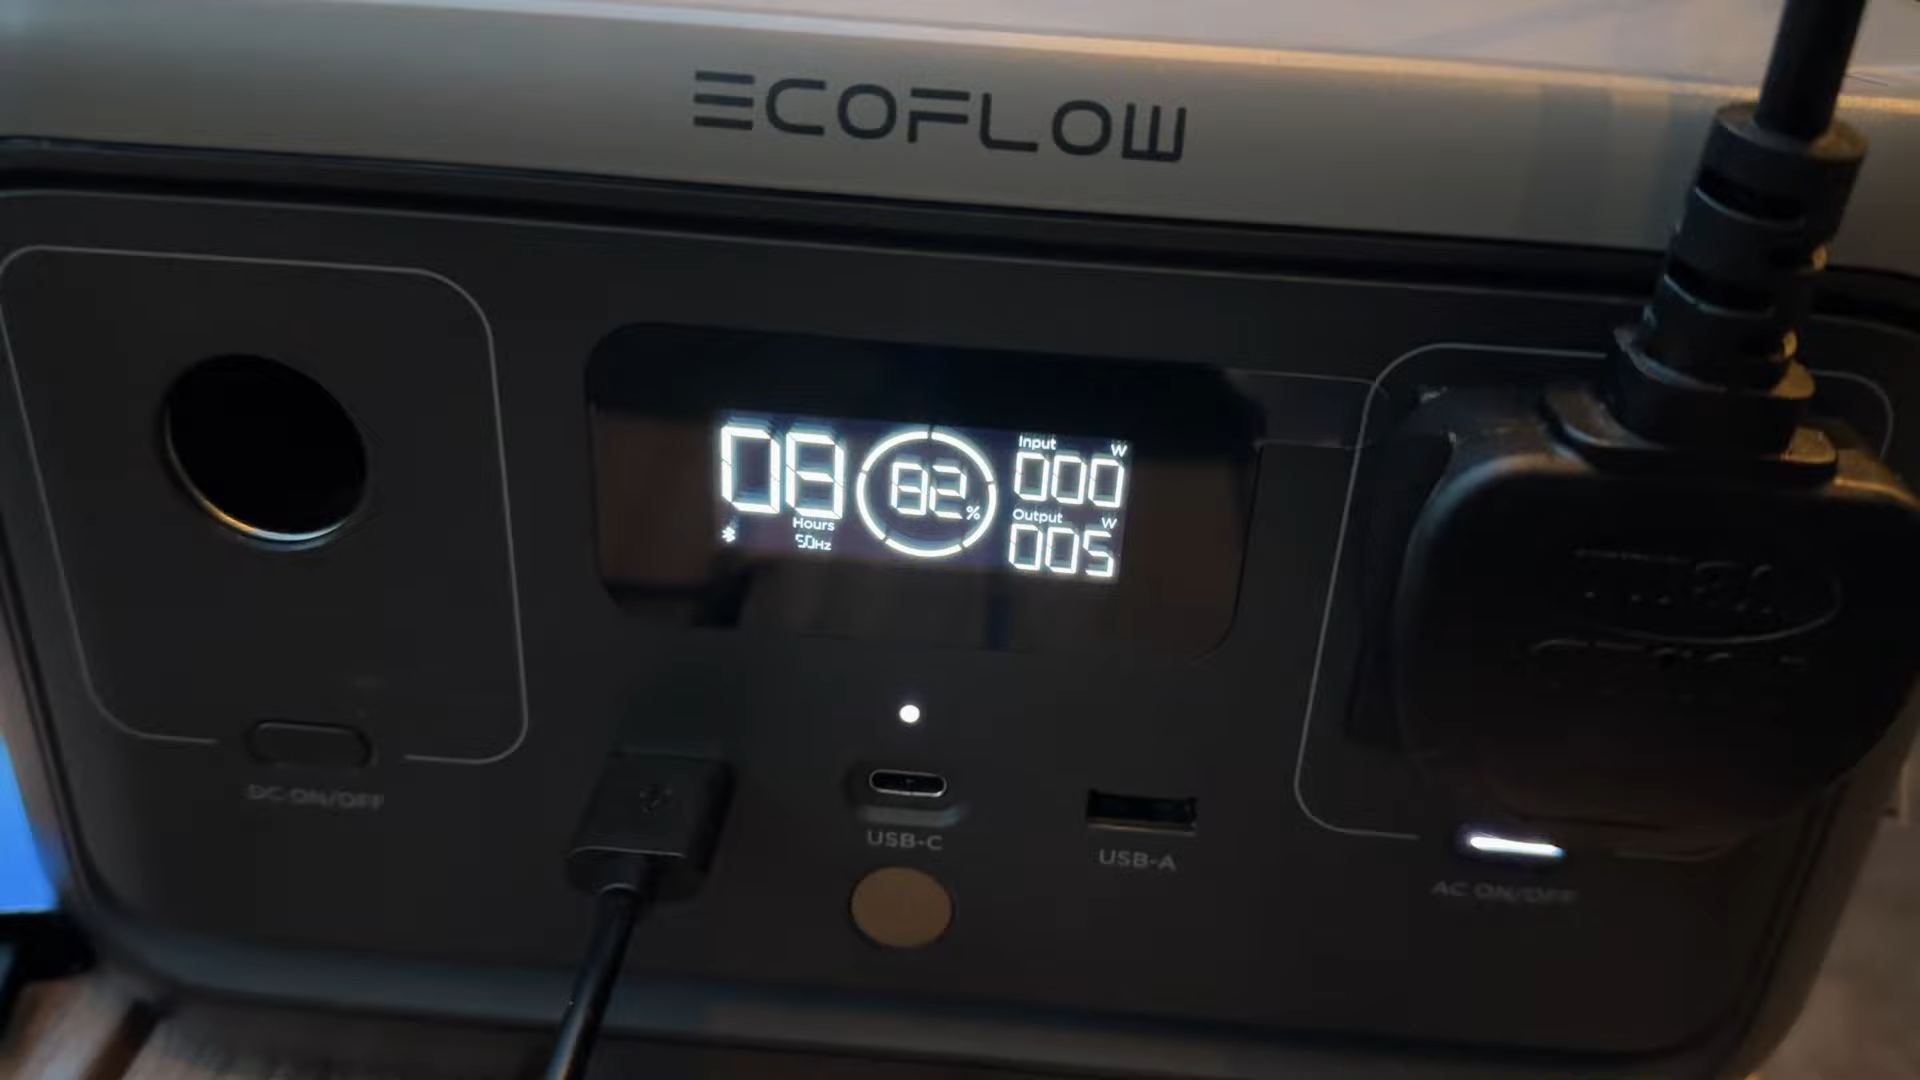 ECOFLOW
08
Hours
50Hz
82%
Input W
000
Output W
005
DC ON/OFF
USB-C
USB-A
AC ON/OFF